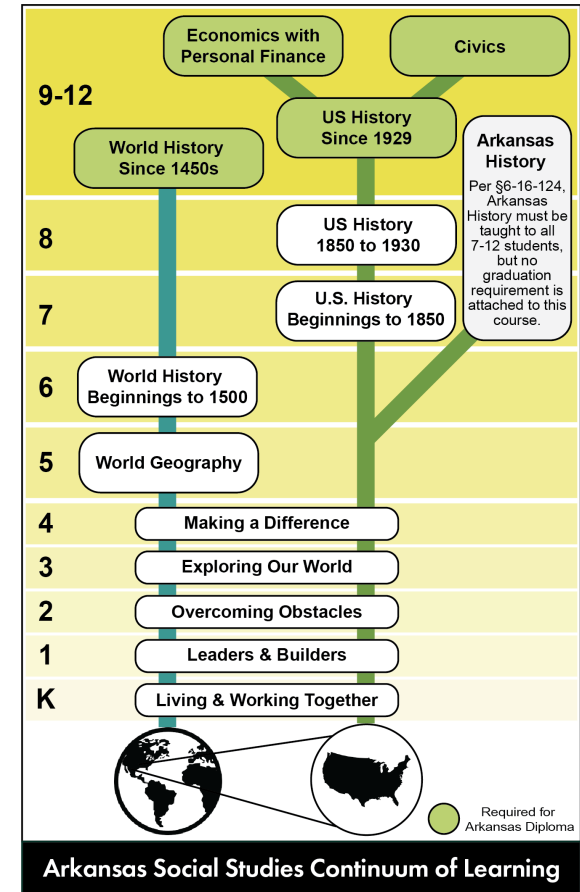 Economics with
Personal Finance
Civics
9-12
US History
Since 1929
World History
Since 1450s
Arkansas
History
Per §6-16-124,
Arkansas
History must be
taught to all
7-12 students,
but no
graduation
requirement is
attached to this
course.
8
US History
1850 to 1930
7
U.S. History
Beginnings to 1850
6
World History
Beginnings to 1500
5
World Geography
4
Making a Difference
3
Exploring Our World
2
Overcoming Obstacles
1
Leaders & Builders
K
Living & Working Together
Required for
Arkansas Diploma
Arkansas Social Studies Continuum of Learning